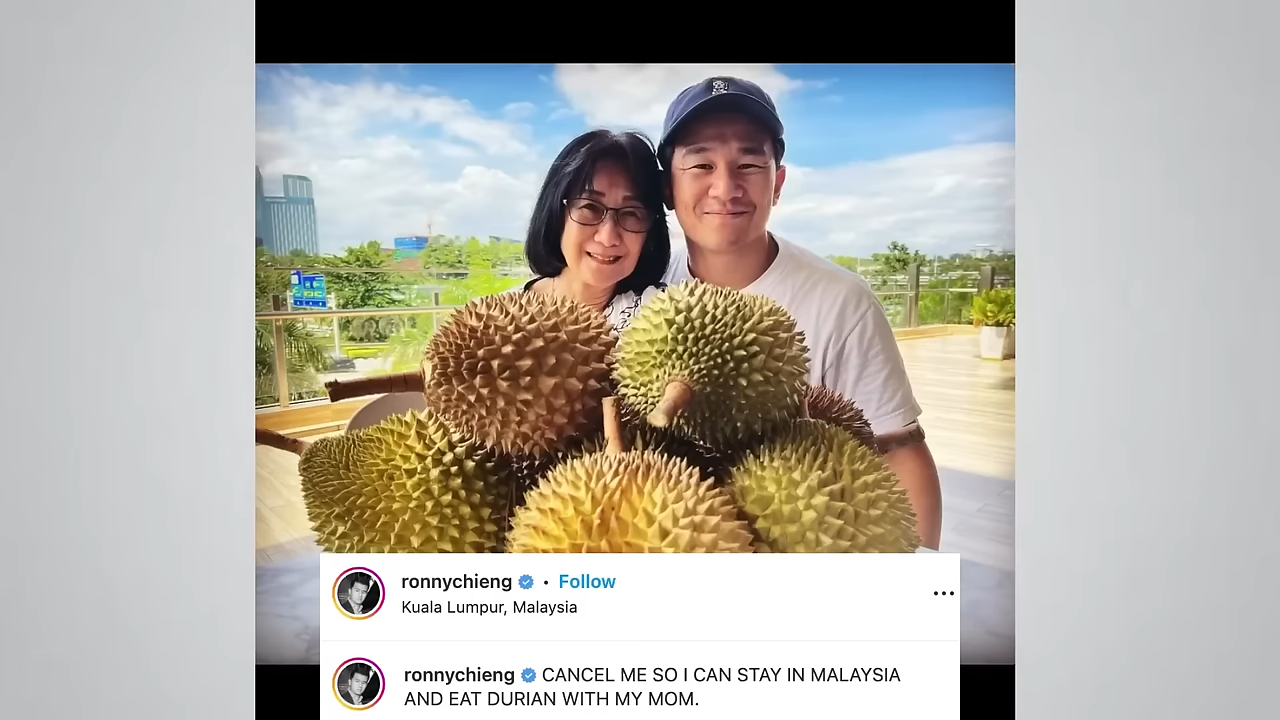 ronnychieng • Follow
Kuala Lumpur, Malaysia
ronnychieng CANCEL ME SO I CAN STAY IN MALAYSIA
AND EAT DURIAN WITH MY MOM.